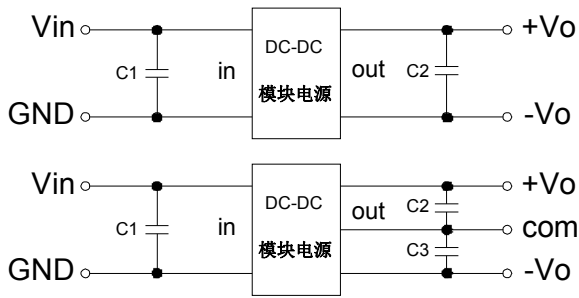 Vin
+Vo
DC-DC
C1
in
out
C2
模块电源
GND
-Vo
Vin
+Vo
DC-DC
C2
out
C1
in
com
模块电源
C3
GND
-Vo